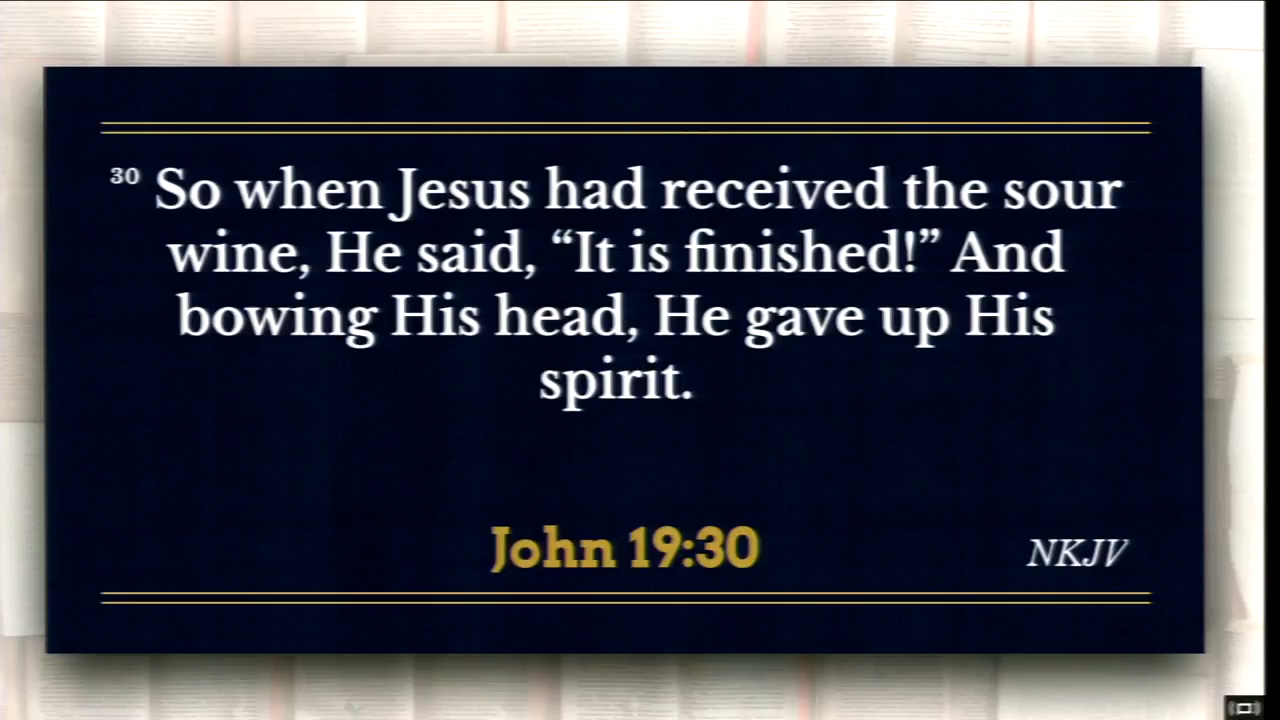 30 So when Jesus had received the sour
wine, He said, “It is finished!” And
bowing His head, He gave up His
spirit.
John 19:30
NKJV